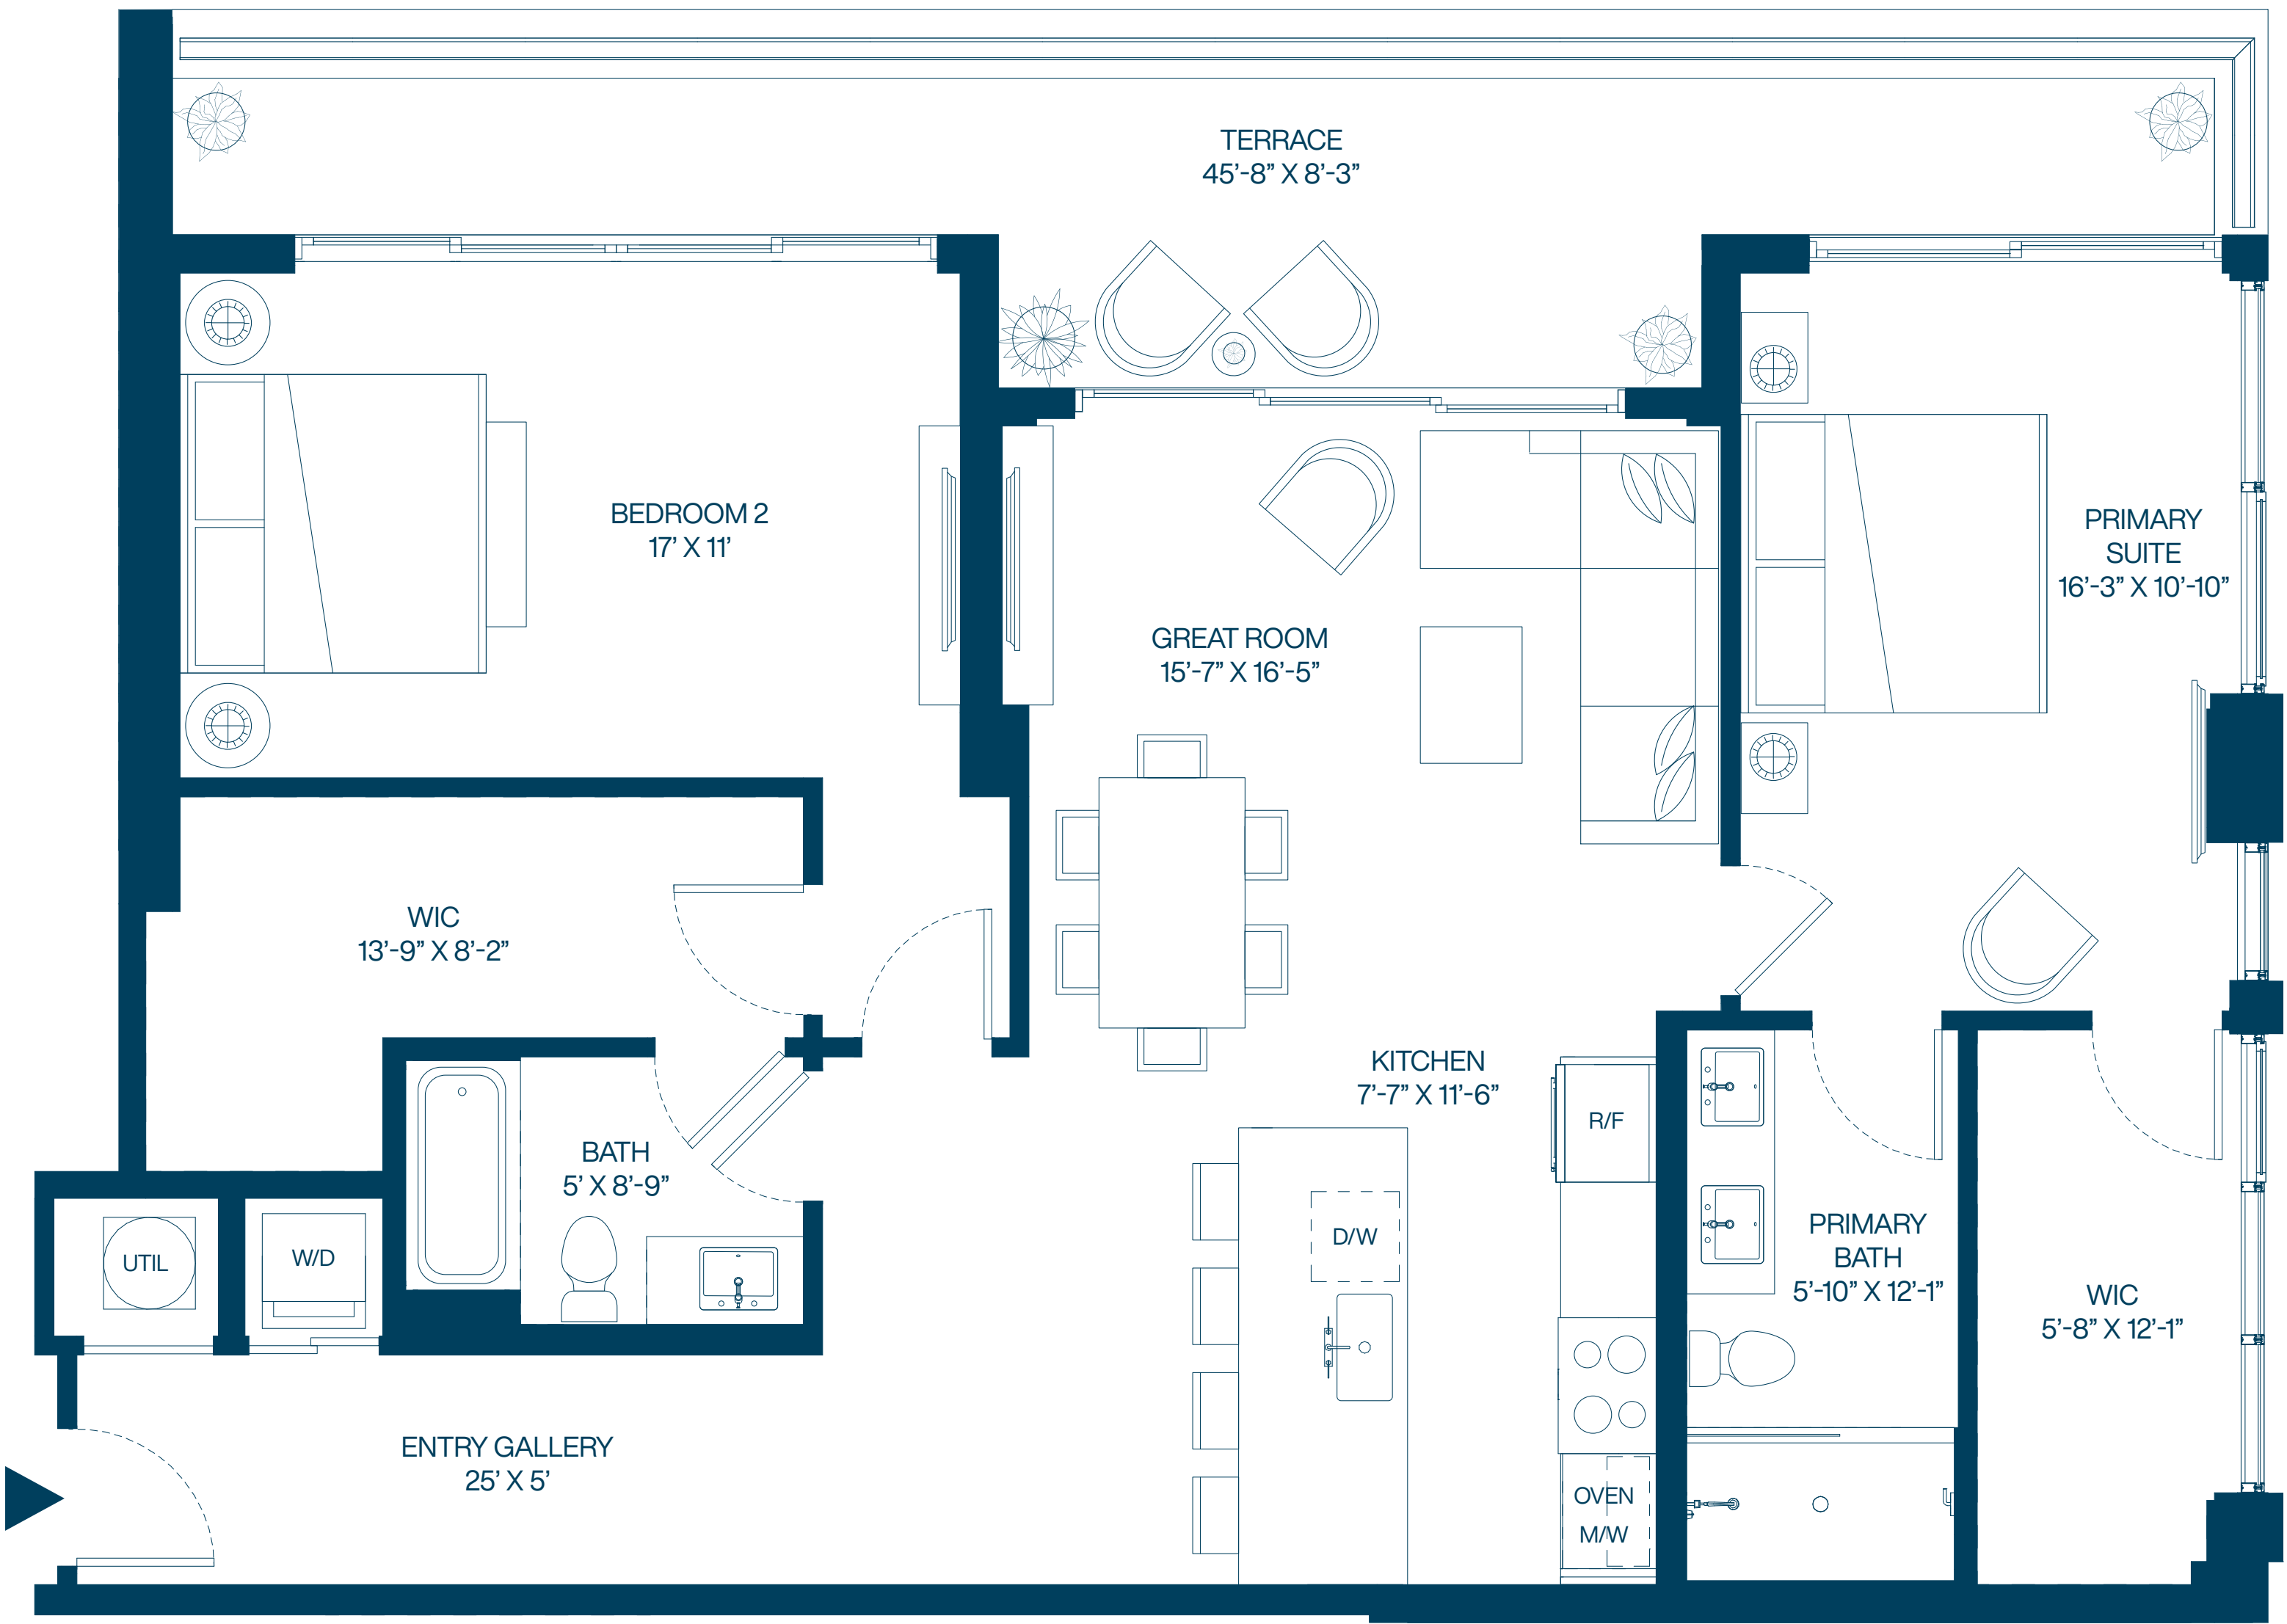 TERRACE
45’-8” X 8’-3”
BEDROOM 2
17’ X 11’
PRIMARY
SUITE
16’-3” X 10’-10”
GREAT ROOM
15’-7” X 16’-5”
WIC
13’-9” X 8’-2”
KITCHEN
7’-7” X 11’-6”
R/F
BATH
5’ X 8’-9”
D/W
UTIL
W/D
PRIMARY
BATH
5’-10” X 12’-1”
WIC
5’-8” X 12’-1”
ENTRY GALLERY
25’ X 5’
OVEN
M/W